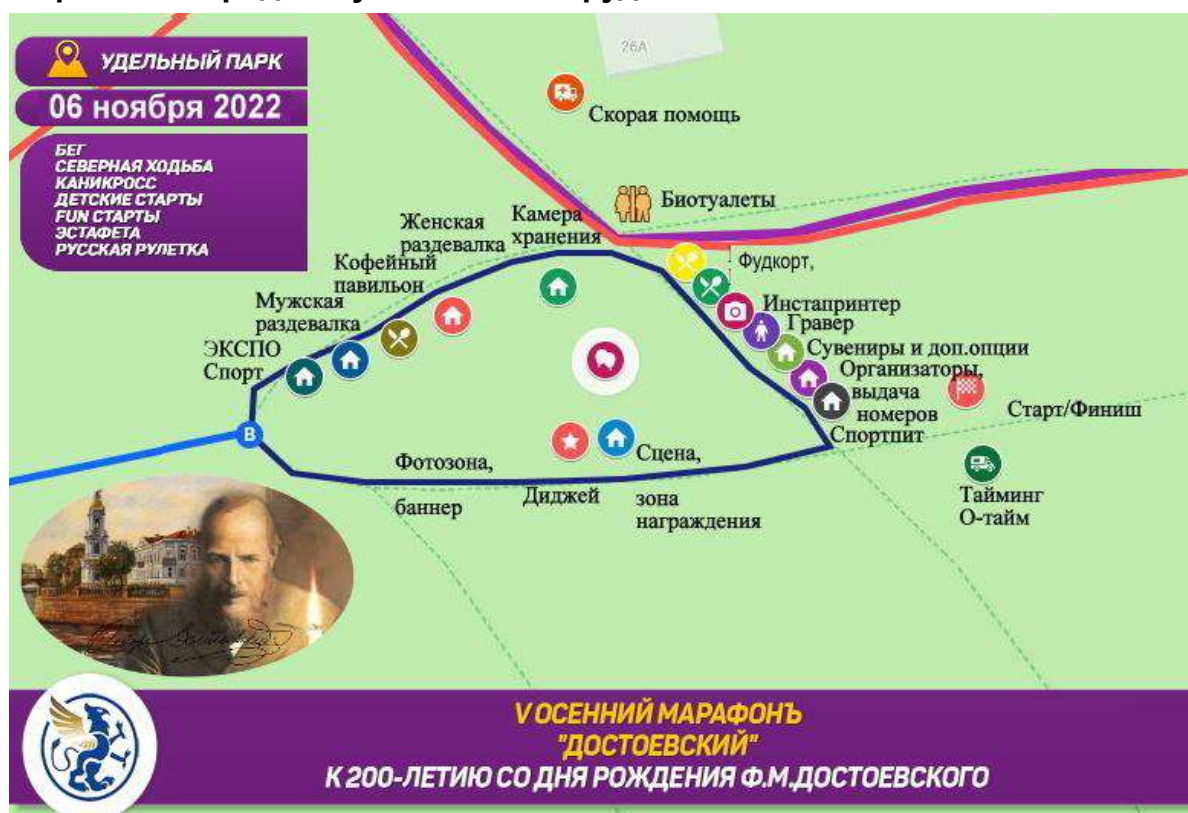 26А
УДЕЛЬНЫЙ ПАРК
06 ноября 2022
БЕГ
СЕВЕРНАЯ ХОДЬБА
КАНИКРОСС
ДЕТСКИЕ СТАРТЫ
FUN СТАРТЫ
ЭСТАФЕТА
РУССКАЯ РУЛЕТКА
Скорая помощь
Биотуалеты
Женская
раздевалка
Камера
хранения
Кофейный
павильон
Мужская
раздевалка
ЭКСПО
Спорт
Фудкорт,
Инстапринтер
Гравер
Сувениры и доп.опции
Организаторы,
выдача
номеров
Спортпит
Старт/Финиш
В
Фотозона,
баннер
Диджей
Сцена,
зона
награждения
Тайминг
О-тайм
V ОСЕННИЙ МАРАФОНЪ
"ДОСТОЕВСКИЙ"
К 200-ЛЕТИЮ СО ДНЯ РОЖДЕНИЯ Ф.М.ДОСТОЕВСКОГО